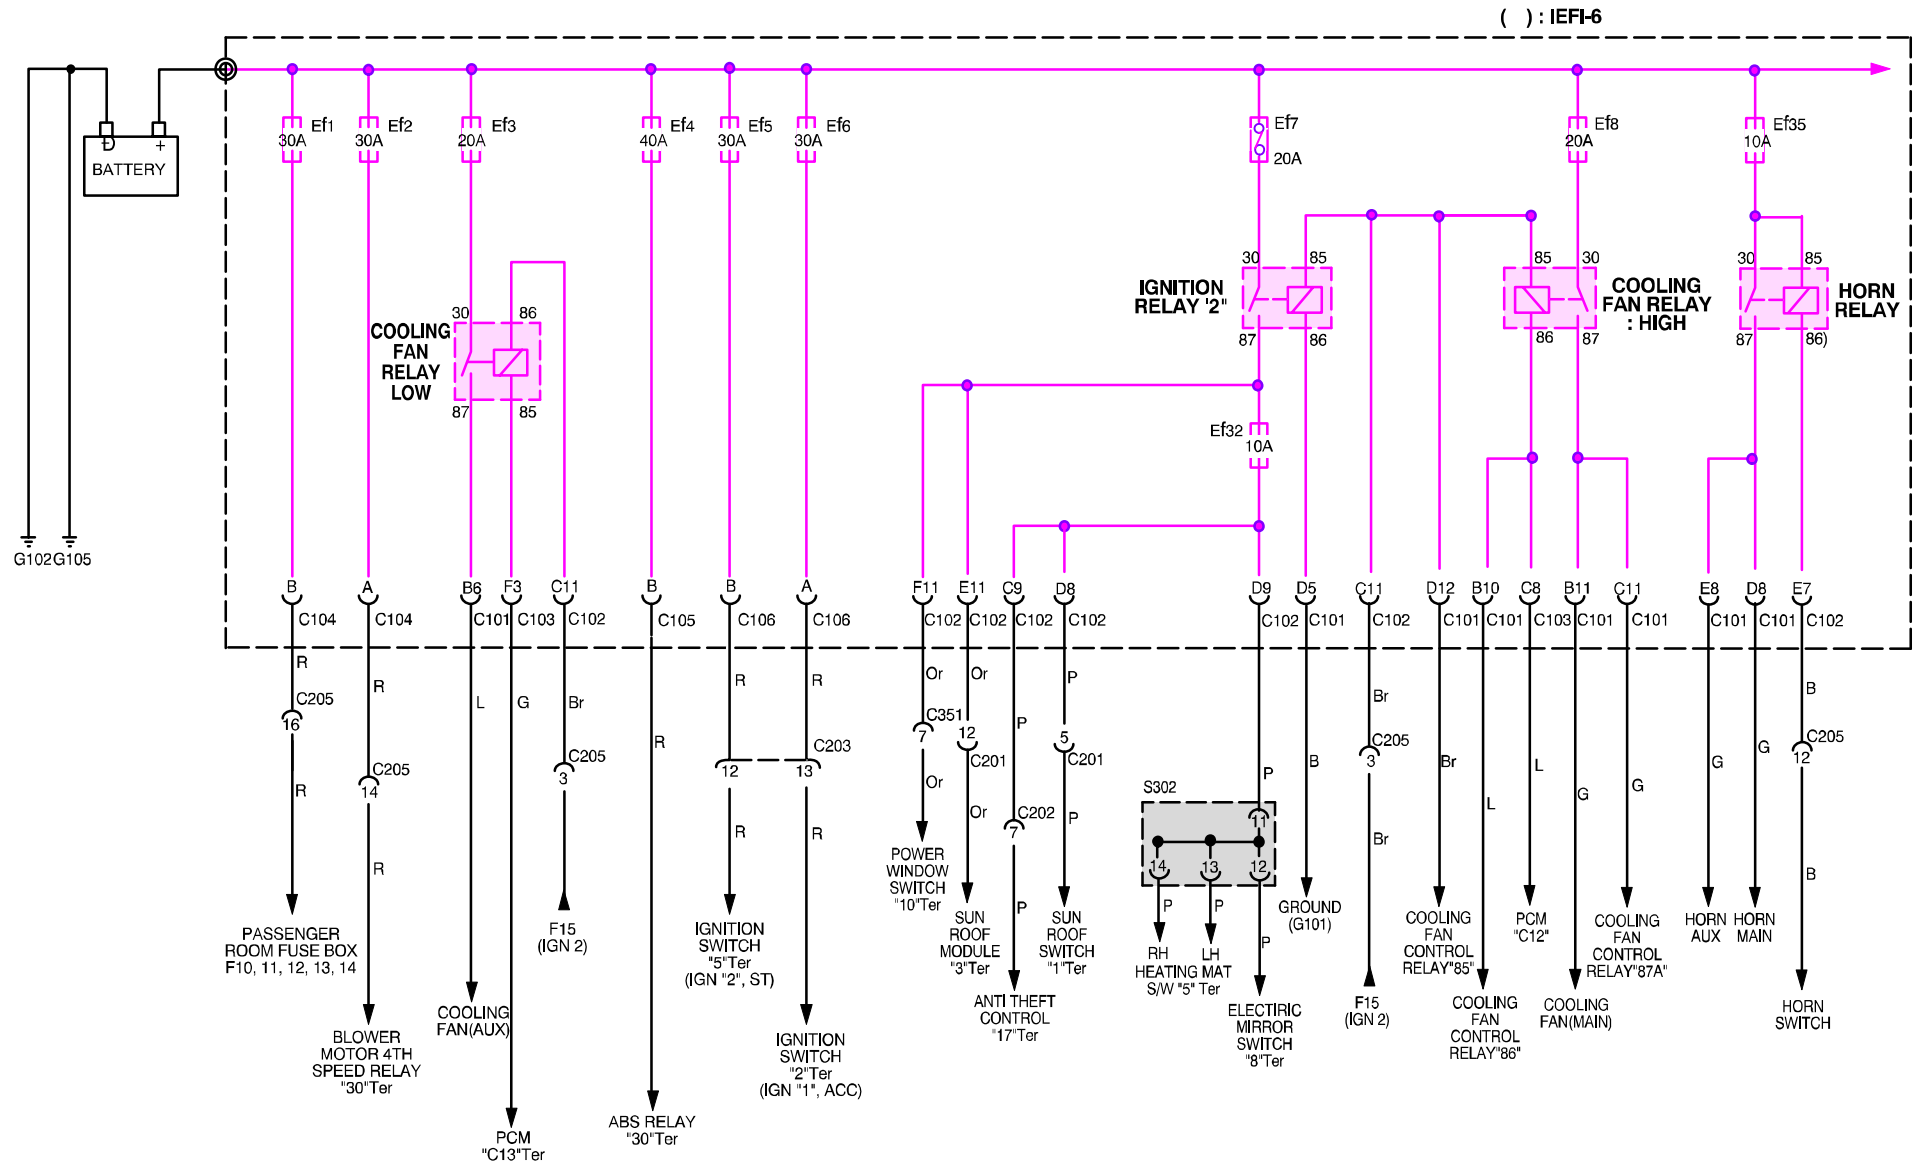 ( ) : IEFI-6
BATTERY
+
G102
G105
Ef1
30A
Ef2
30A
Ef3
20A
Ef4
40A
Ef5
30A
Ef6
30A
Ef7
20A
Ef8
20A
Ef35
10A
30
86
COOLING
FAN
RELAY
LOW
87
85
30
85
IGNITION
RELAY '2"
87
86
85
30
COOLING
FAN RELAY
: HIGH
86
87
30
85
HORN
RELAY
87
86)
Ef32
10A
B
A
B6
F3
C11
B
B
A
F11
E11
C9
D8
D9
D5
C11
D12
B10
C8
B11
C11
E8
D8
E7
C104
C104
C101
C103
C102
C105
C106
C106
C102
C102
C102
C102
C102
C101
C102
C101
C101
C103
C101
C101
C101
C101
C102
R
C205
16
R
PASSENGER
ROOM FUSE BOX
F10, 11, 12, 13, 14
R
C205
14
R
BLOWER
MOTOR 4TH
SPEED RELAY
"30"Ter
L
COOLING
FAN(AUX)
G
PCM
"C13"Ter
Br
C205
3
F15
(IGN 2)
R
ABS RELAY
"30"Ter
R
R
C203
12
13
R
R
IGNITION
SWITCH
"5"Ter
(IGN "2", ST)
IGNITION
SWITCH
"2"Ter
(IGN "1", ACC)
Or
C351
7
Or
POWER
WINDOW
SWITCH
"10"Ter
Or
12
C201
Or
SUN
ROOF
MODULE
"3"Ter
P
C202
7
P
ANTI THEFT
CONTROL
"17"Ter
P
5
C201
P
SUN
ROOF
SWITCH
"1"Ter
P
S302
11
14
13
12
P
P
P
RH
LH
HEATING MAT
S/W "5" Ter
ELECTRIC
MIRROR
SWITCH
"8"Ter
B
GROUND
(G101)
Br
C205
3
Br
F15
(IGN 2)
Br
COOLING
FAN
CONTROL
RELAY"85"
L
COOLING
FAN
CONTROL
RELAY"86"
L
PCM
"C12"
G
COOLING
FAN(MAIN)
G
COOLING
FAN
CONTROL
RELAY"87A"
G
HORN
AUX
G
HORN
MAIN
B
C205
12
B
HORN
SWITCH